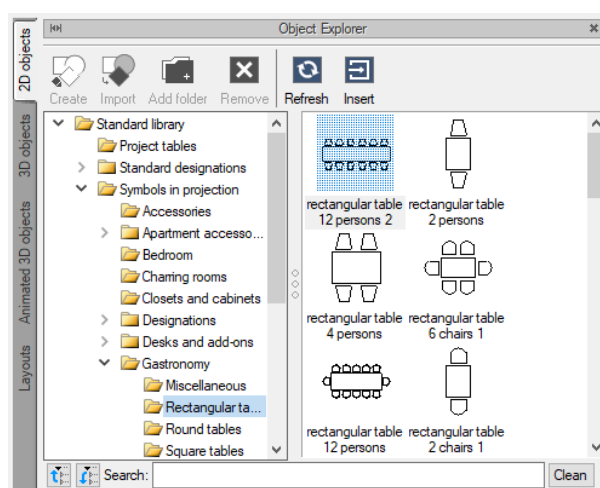 Object Explorer
2D objects
3D objects
Animated 3D objects
Layouts
Create Import Add folder Remove Refresh Insert
Standard library
Project tables
Standard designations
Symbols in projection
Accessories
Apartment accesso...
Bedroom
Charring rooms
Closets and cabinets
Designations
Desks and add-ons
Gastronomy
Miscellaneous
Rectangular ta...
Round tables
Square tables
rectangular table
12 persons 2
rectangular table
2 persons
rectangular table
4 persons
rectangular table
6 chairs 1
rectangular table
12 persons
rectangular table
2 chairs 1
Search:
Clean